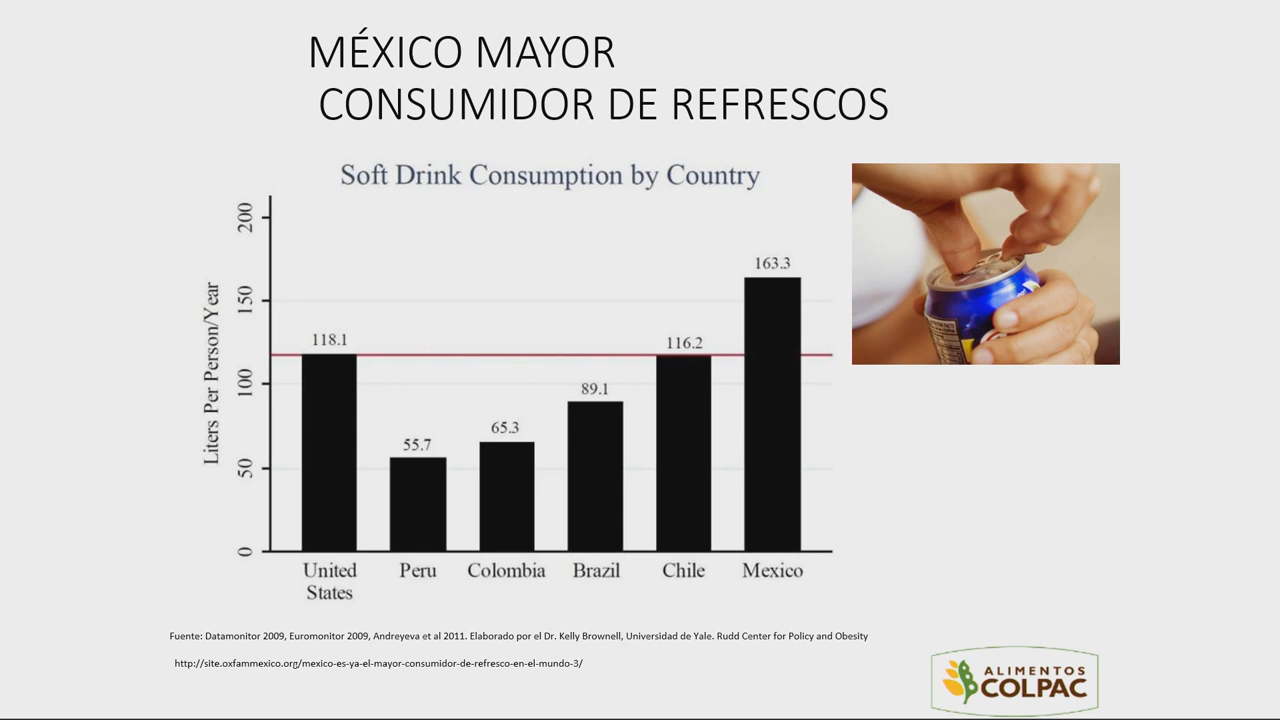 MÉXICO MAYOR
CONSUMIDOR DE REFRESCOS
Soft Drink Consumption by Country
Liters Per Person/Year
200
150
100
50
0
118.1
55.7
65.3
89.1
116.2
163.3
United States
Peru
Colombia
Brazil
Chile
Mexico
Fuente: Datamonitor 2009, Euromonitor 2009, Andreyeva et al 2011. Elaborado por el Dr. Kelly Brownell, Universidad de Yale. Rudd Center for Policy and Obesity
http://site.oxfammexico.org/mexico-es-ya-el-mayor-consumidor-de-refresco-en-el-mundo-3/
ALIMENTOS
COLPAC